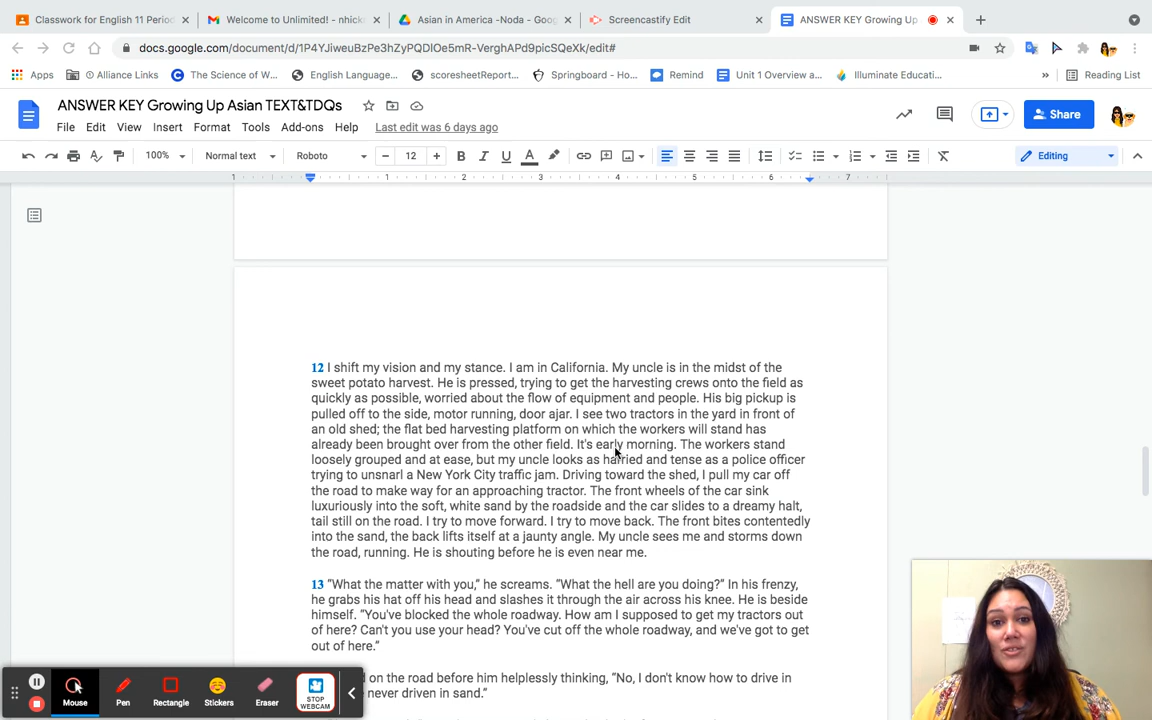 Classwork for English 11 Period
Welcome to Unlimited! - nhick
Asian in America -Noda - Goog
Screencastify Edit
ANSWER KEY Growing Up
docs.google.com/document/d/1P4YJiweuBzPe3hZyPQDIOe5mR-VerghAPd9picSQeXk/edit#
Apps
Alliance Links
The Science of W...
English Language...
scoresheetReport...
Springboard - Ho...
Remind
Unit 1 Overview a...
Illuminate Educati...
»
Reading List
ANSWER KEY Growing Up Asian TEXT&TDQs
File Edit View Insert Format Tools Add-ons Help Last edit was 6 days ago
Share
100% Normal text Roboto 12 Editing
1 1 2 3 4 5 6 7
12 I shift my vision and my stance. I am in California. My uncle is in the midst of the
sweet potato harvest. He is pressed, trying to get the harvesting crews onto the field as
quickly as possible, worried about the flow of equipment and people. His big pickup is
pulled off to the side, motor running, door ajar. I see two tractors in the yard in front of
an old shed; the flat bed harvesting platform on which the workers will stand has
already been brought over from the other field. It's early morning. The workers stand
loosely grouped and at ease, but my uncle looks as harried and tense as a police officer
trying to unsnarl a New York City traffic jam. Driving toward the shed, I pull my car off
the road to make way for an approaching tractor. The front wheels of the car sink
luxuriously into the soft, white sand by the roadside and the car slides to a dreamy halt,
tail still on the road. I try to move forward. I try to move back. The front bites contentedly
into the sand, the back lifts itself at a jaunty angle. My uncle sees me and storms down
the road, running. He is shouting before he is even near me.
13 "What the matter with you," he screams. "What the hell are you doing?" In his frenzy,
he grabs his hat off his head and slashes it through the air across his knee. He is beside
himself. "You've blocked the whole roadway. How am I supposed to get my tractors out
of here? Can't you use your head? You've cut off the whole roadway, and we've got to get
out of here."
on the road before him helplessly thinking, "No, I don't know how to drive in
never driven in sand."
Mouse
Pen
Rectangle
Stickers
Eraser
STOP
WEBCAM